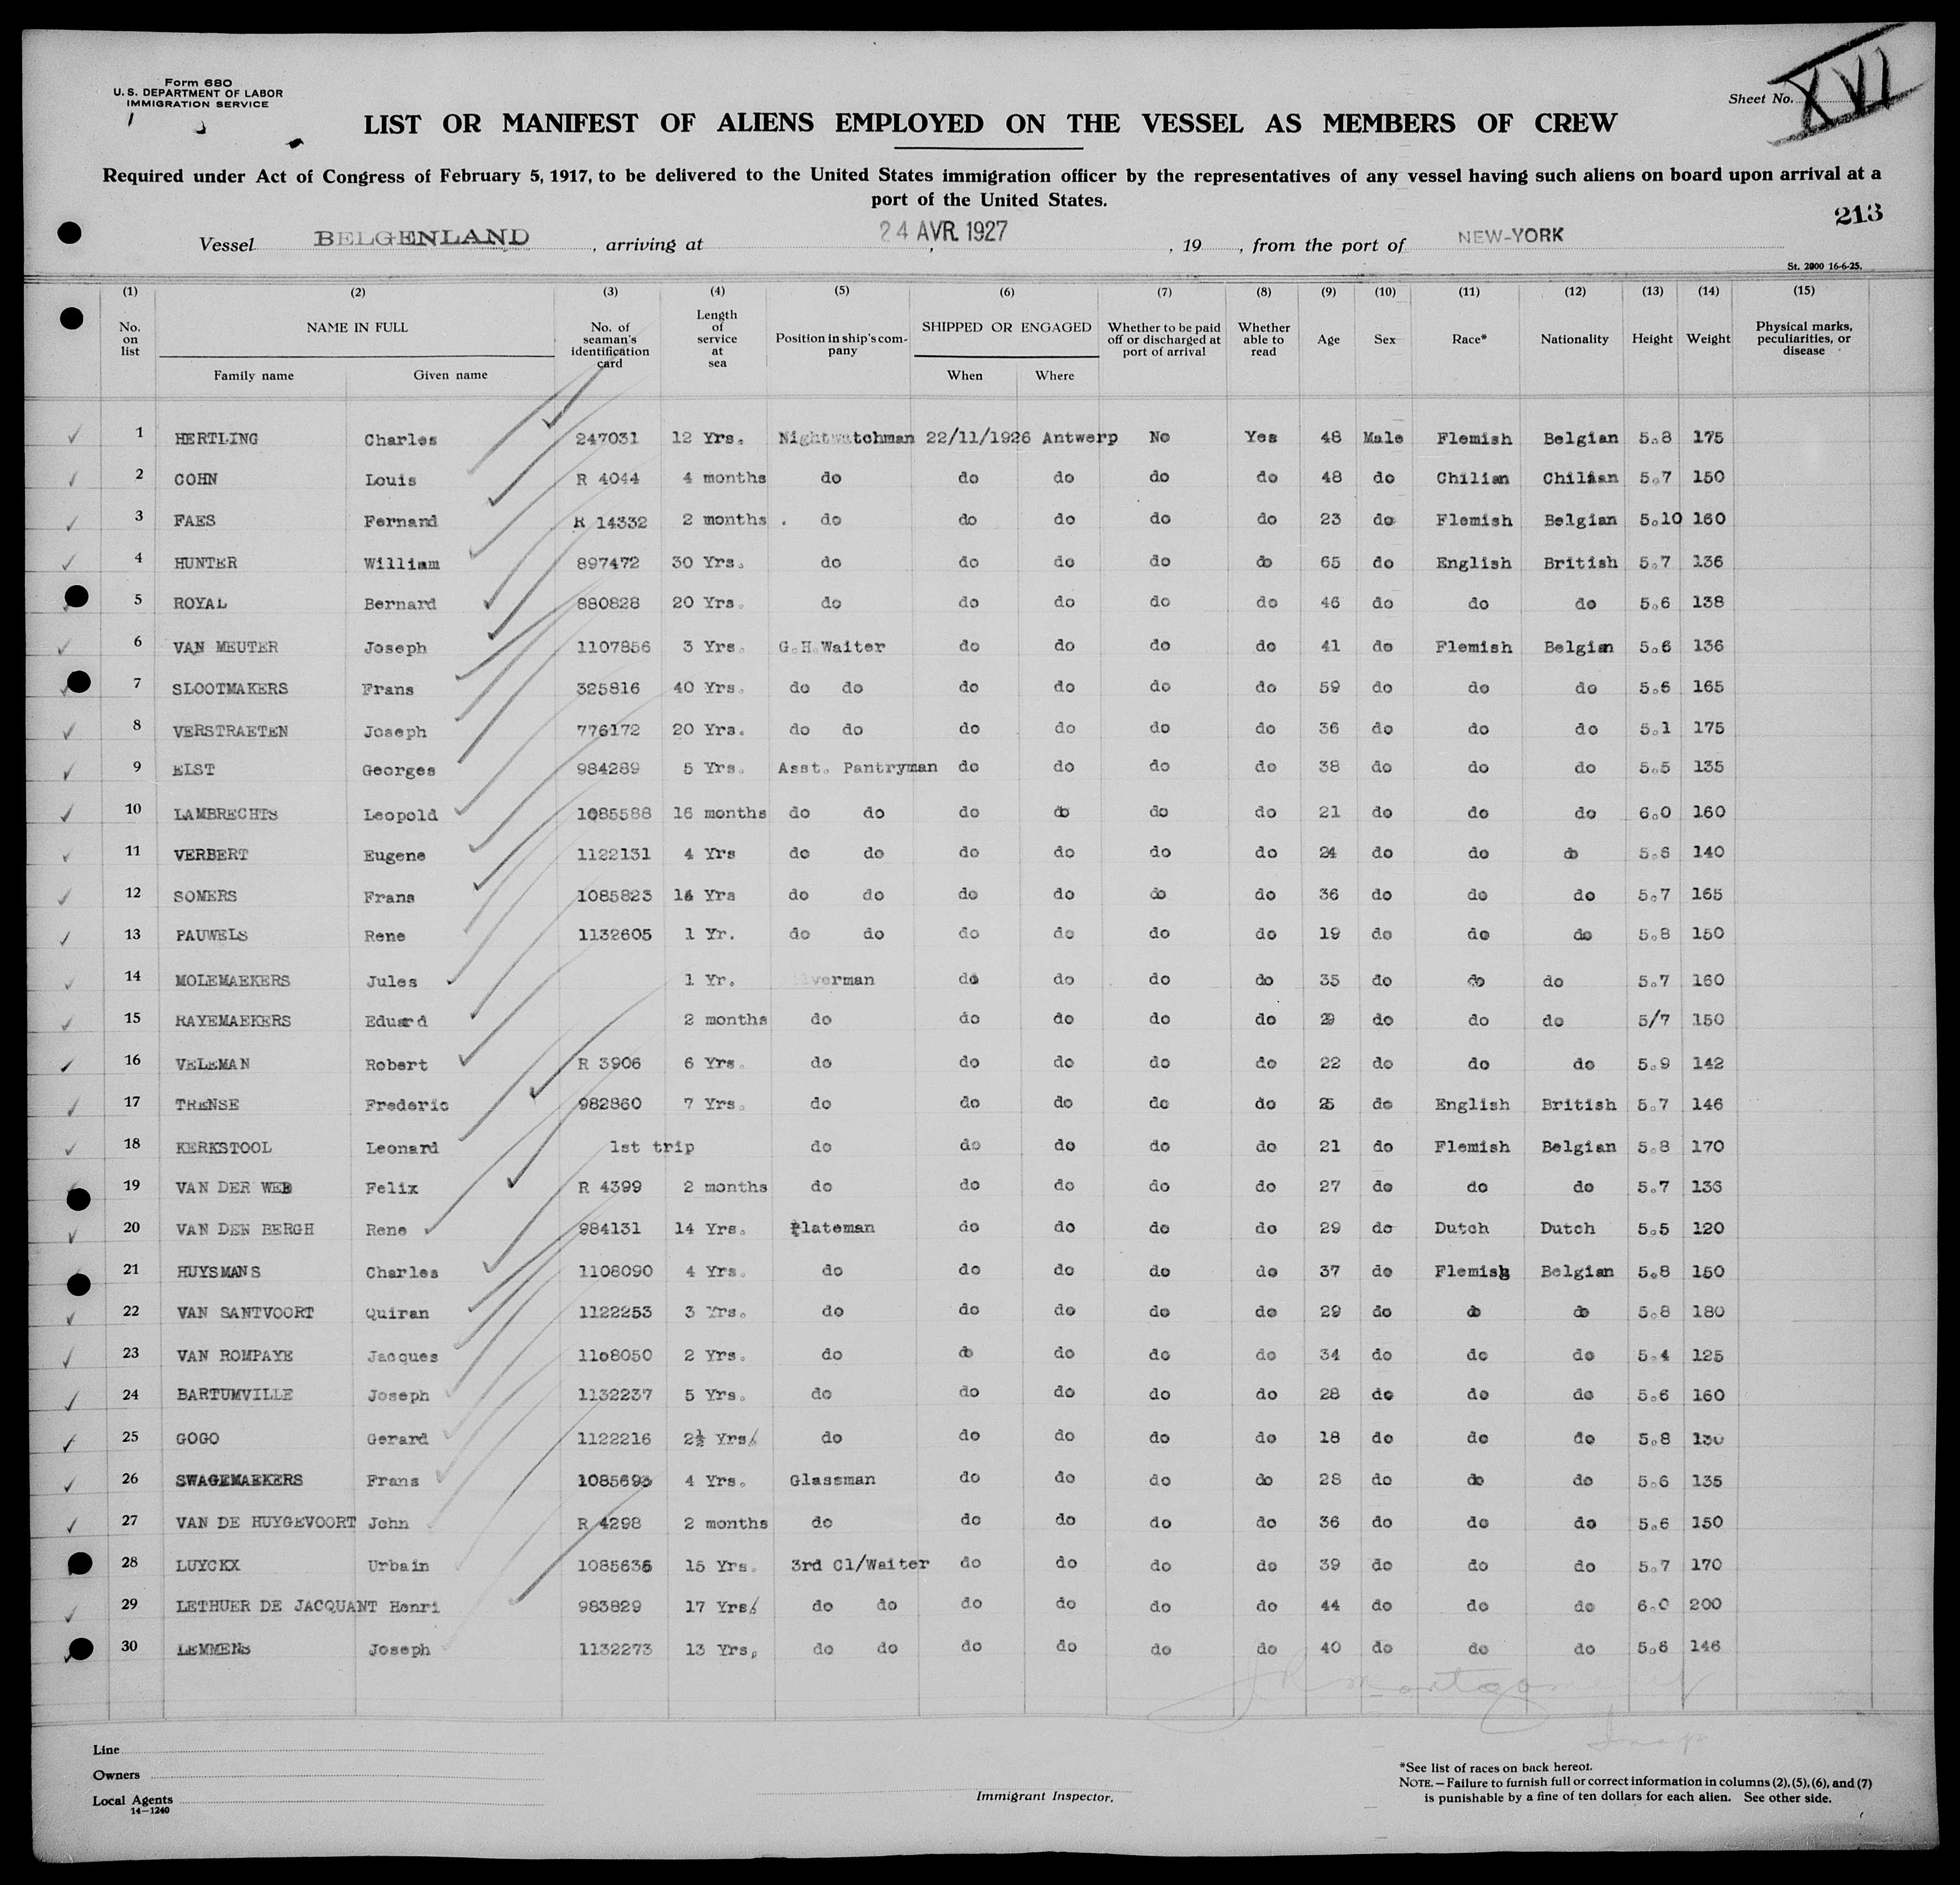 Form 680
U. S. DEPARTMENT OF LABOR
IMMIGRATION SERVICE
Sheet No. XVI
LIST OR MANIFEST OF ALIENS EMPLOYED ON THE VESSEL AS MEMBERS OF CREW
Required under Act of Congress of February 5, 1917, to be delivered to the United States immigration officer by the representatives of any vessel having such aliens on board upon arrival at a
port of the United States.
213
Vessel BELGENLAND , arriving at 24 AVR. 1927 , 19 , from the port of NEW-YORK
St. 2000 16-6-25.
(1) (2) (3) (4) (5) (6) (7) (8) (9) (10) (11) (12) (13) (14) (15)
No. on list NAME IN FULL Family name Given name No. of seaman's identification card Length of service at sea Position in ship's company SHIPPED OR ENGAGED When Where Whether to be paid off or discharged at port of arrival Whether able to read Age Sex Race* Nationality Height Weight Physical marks, peculiarities, or disease
1 HERTLING Charles 247031 12 Yrs. Nightwatchman 22/11/1926 Antwerp No Yes 48 Male Flemish Belgian 5.8 175
2 COHN Louis R 4044 4 months do do do do do 48 do Chilian Chilian 5.7 150
3 FAES Fernand R 14332 2 months . do do do do do 23 do Flemish Belgian 5.10 160
4 HUNTER William 897472 30 Yrs. do do do do do 65 do English British 5.7 136
5 ROYAL Bernard 880828 20 Yrs. do do do do do 46 do do do 5.6 138
6 VAN MEUTER Joseph 1107856 3 Yrs. G.H.Waiter do do do do 41 do Flemish Belgian 5.6 136
7 SLOOTMAKERS Frans 325816 40 Yrs. do do do do do do 59 do do do 5.6 165
8 VERSTRAETEN Joseph 776172 20 Yrs. do do do do do do 36 do do do 5.1 175
9 ELST Georges 984289 5 Yrs. Asst. Pantryman do do do do 38 do do do 5.5 135
10 LAMBRECHTS Leopold 1085588 16 months do do do do do do 21 do do do 6.0 160
11 VERBERT Eugene 1122131 4 Yrs do do do do do do 24 do do do 5.6 140
12 SOMERS Frans 1085823 Yrs do do do do do do 36 do do do 5.7 165
13 PAUWELS Rene 1132605 1 Yr. do do do do do do 19 do do do 5.8 150
14 MOLEMAEKERS Jules 1 Yr. lverman do do do do 35 do do do 5.7 160
15 RAYEMAEKERS Eduard 2 months do do do do do 29 do do do 5/7 150
16 VELEMAN Robert R 3906 6 Yrs. do do do do do 22 do do do 5.9 142
17 TRENSE Frederic 982860 7 Yrs. do do do do do 25 do English British 5.7 146
18 KERKSTOOL Leonard 1st trip do do do do do 21 do Flemish Belgian 5.8 170
19 VAN DER WEB Felix R 4399 2 months do do do do do 27 do do do 5.7 136
20 VAN DEN BERGH Rene 984131 14 Yrs. Plateman do do do do 29 do Dutch Dutch 5.5 120
21 HUYSMANS Charles 1108090 4 Yrs. do do do do do 37 do Flemish Belgian 5.8 150
22 VAN SANTVOORT Quiran 1122253 3 Yrs. do do do do do 29 do do do 5.8 180
23 VAN ROMPAYE Jacques 1108050 2 Yrs. do do do do do 34 do do do 5.4 125
24 BARTUMVILLE Joseph 1132237 5 Yrs. do do do do do 28 do do do 5.6 160
25 GOGO Gerard 1122216 2½ Yrs. do do do do do 18 do do do 5.8 130
26 SWAGEMAEKERS Frans 1085693 4 Yrs. Glassman do do do do 28 do do do 5.6 135
27 VAN DE HUYGEVOORT John R 4298 2 months do do do do do 36 do do do 5.6 150
28 LUYCKX Urbain 1085636 15 Yrs. 3rd Cl/Waiter do do do do 39 do do do 5.7 170
29 LETHUER DE JACQUANT Henri 983829 17 Yrs. do do do do do do 44 do do do 6.0 200
30 LEMMENS Joseph 1132273 13 Yrs. do do do do do do 40 do do do 5.6 146
Line
Owners
Local Agents
14—1240
Immigrant Inspector.
*See list of races on back hereof.
NOTE.—Failure to furnish full or correct information in columns (2), (5), (6), and (7)
is punishable by a fine of ten dollars for each alien. See other side.